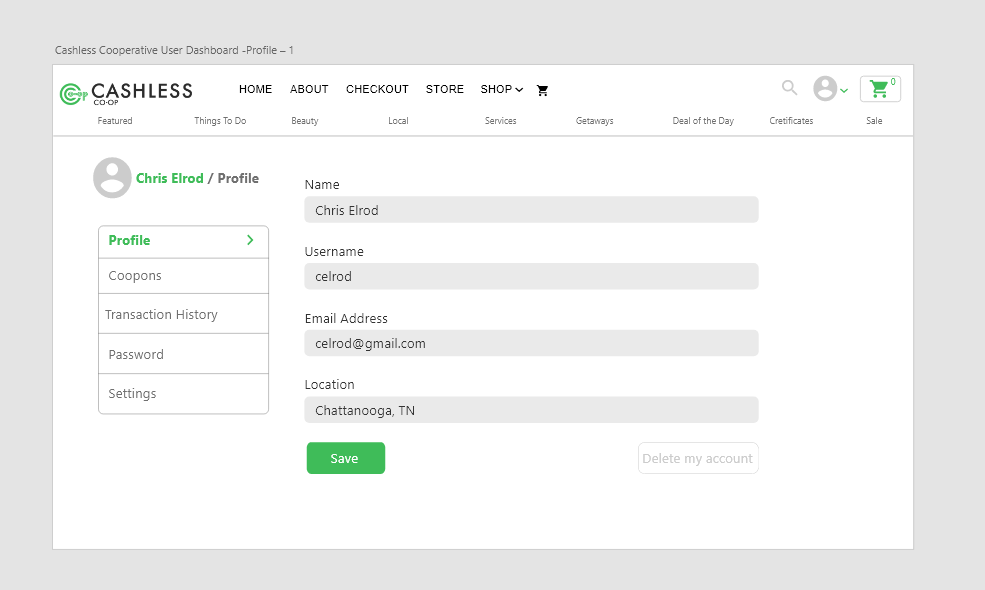 Cashless Cooperative User Dashboard -Profile – 1
CASHLESS
CO-OP
HOME ABOUT CHECKOUT STORE SHOP
0
Featured Things To Do Beauty Local Services Getaways Deal of the Day Cretificates Sale
Chris Elrod / Profile
Profile
Coopons
Transaction History
Password
Settings
Name
Chris Elrod
Username
celrod
Email Address
celrod@gmail.com
Location
Chattanooga, TN
Save
Delete my account